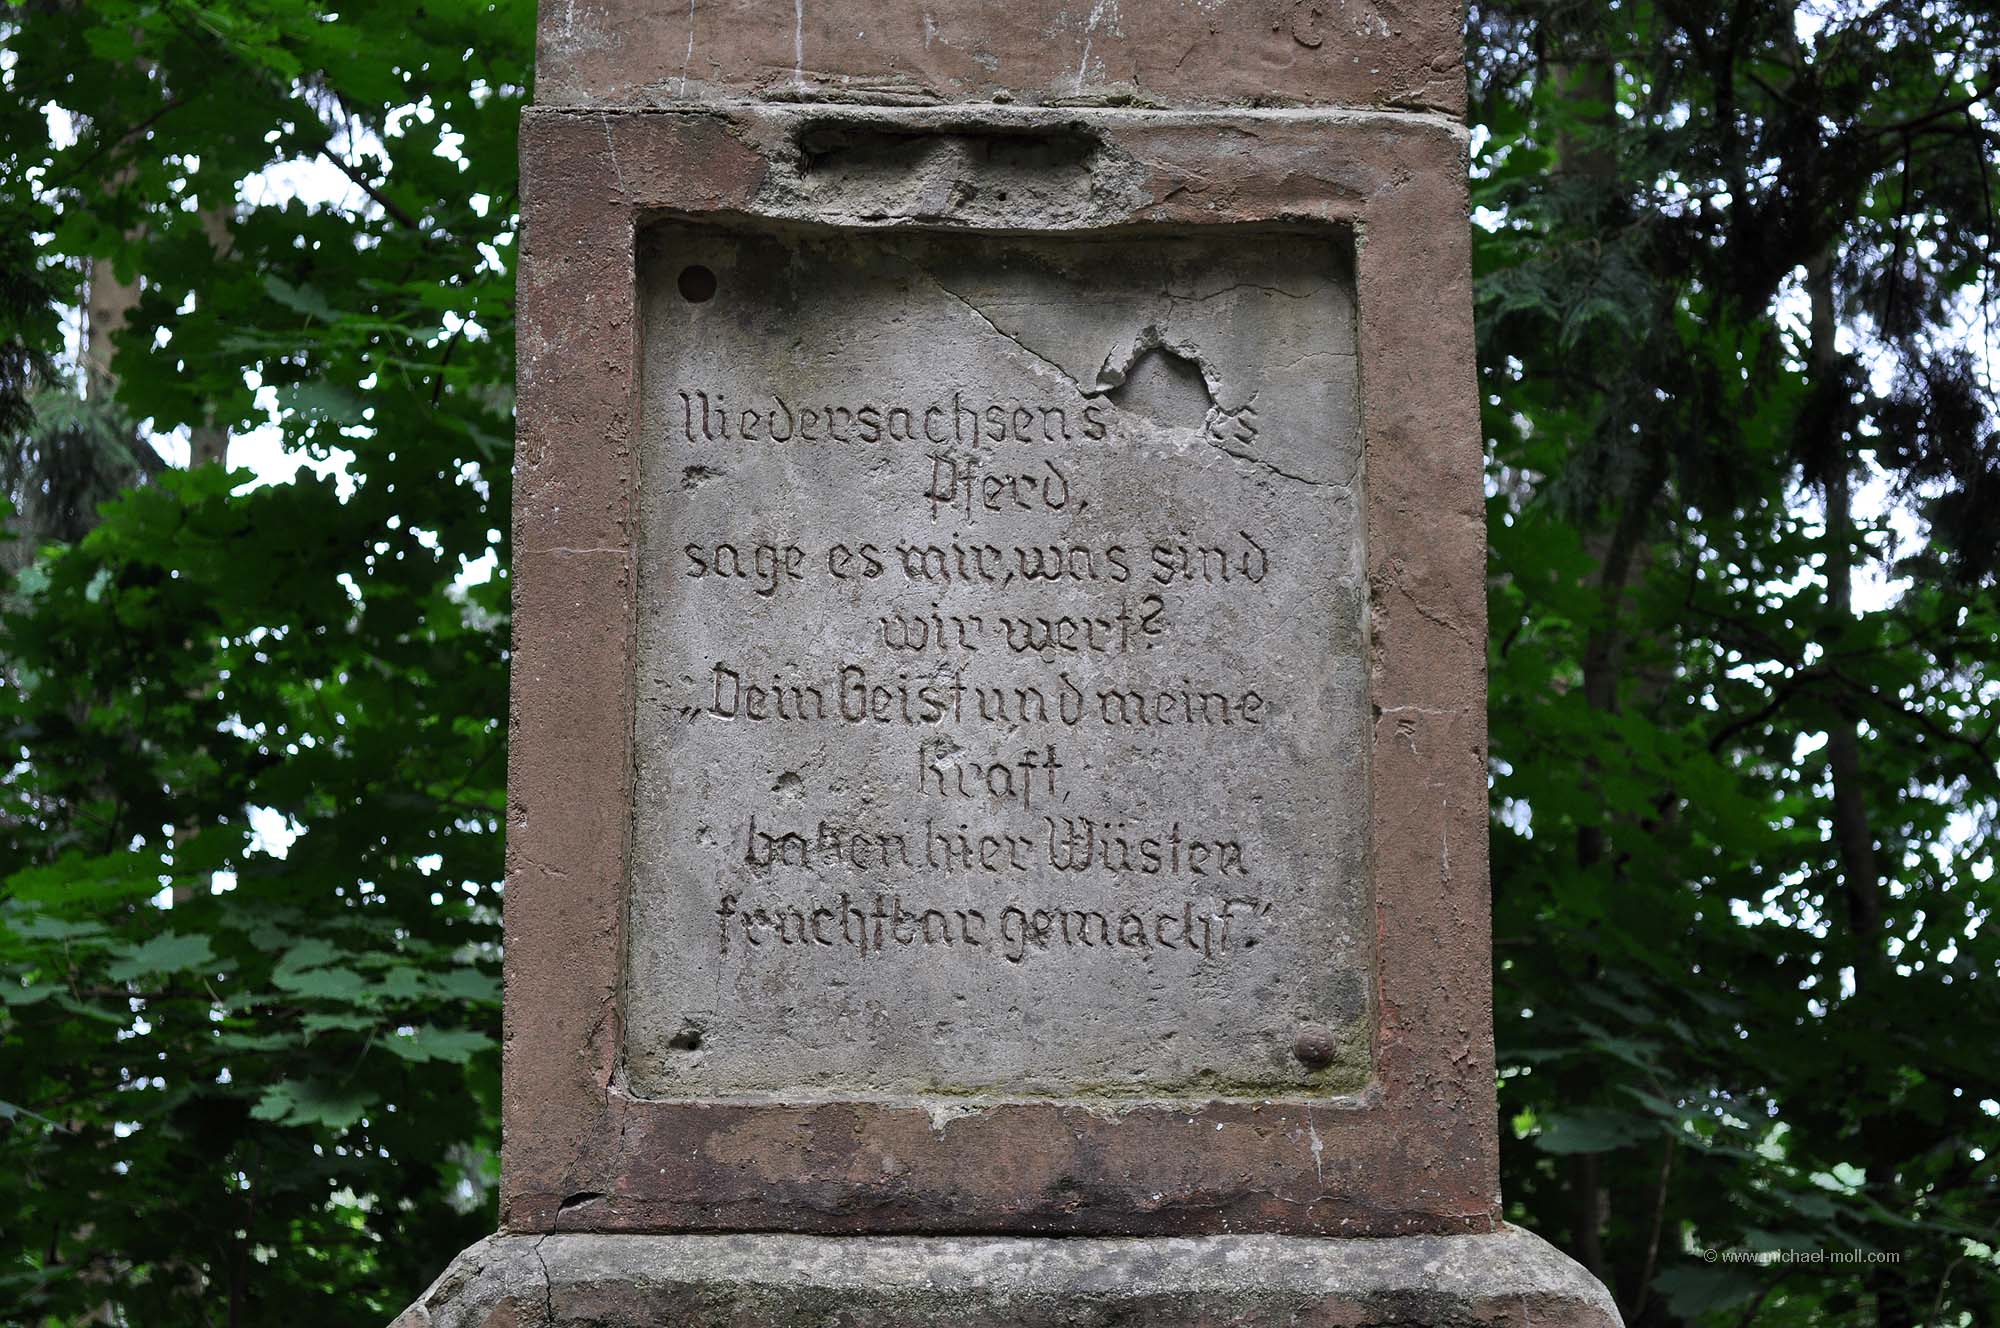 Niedersachsens
Pferd,
sage es mir, was sind
wir wert?
„Dein Geist und meine
Kraft,
haben hier Wüsten
fruchtbar gemacht."
© www.michael-moll.com